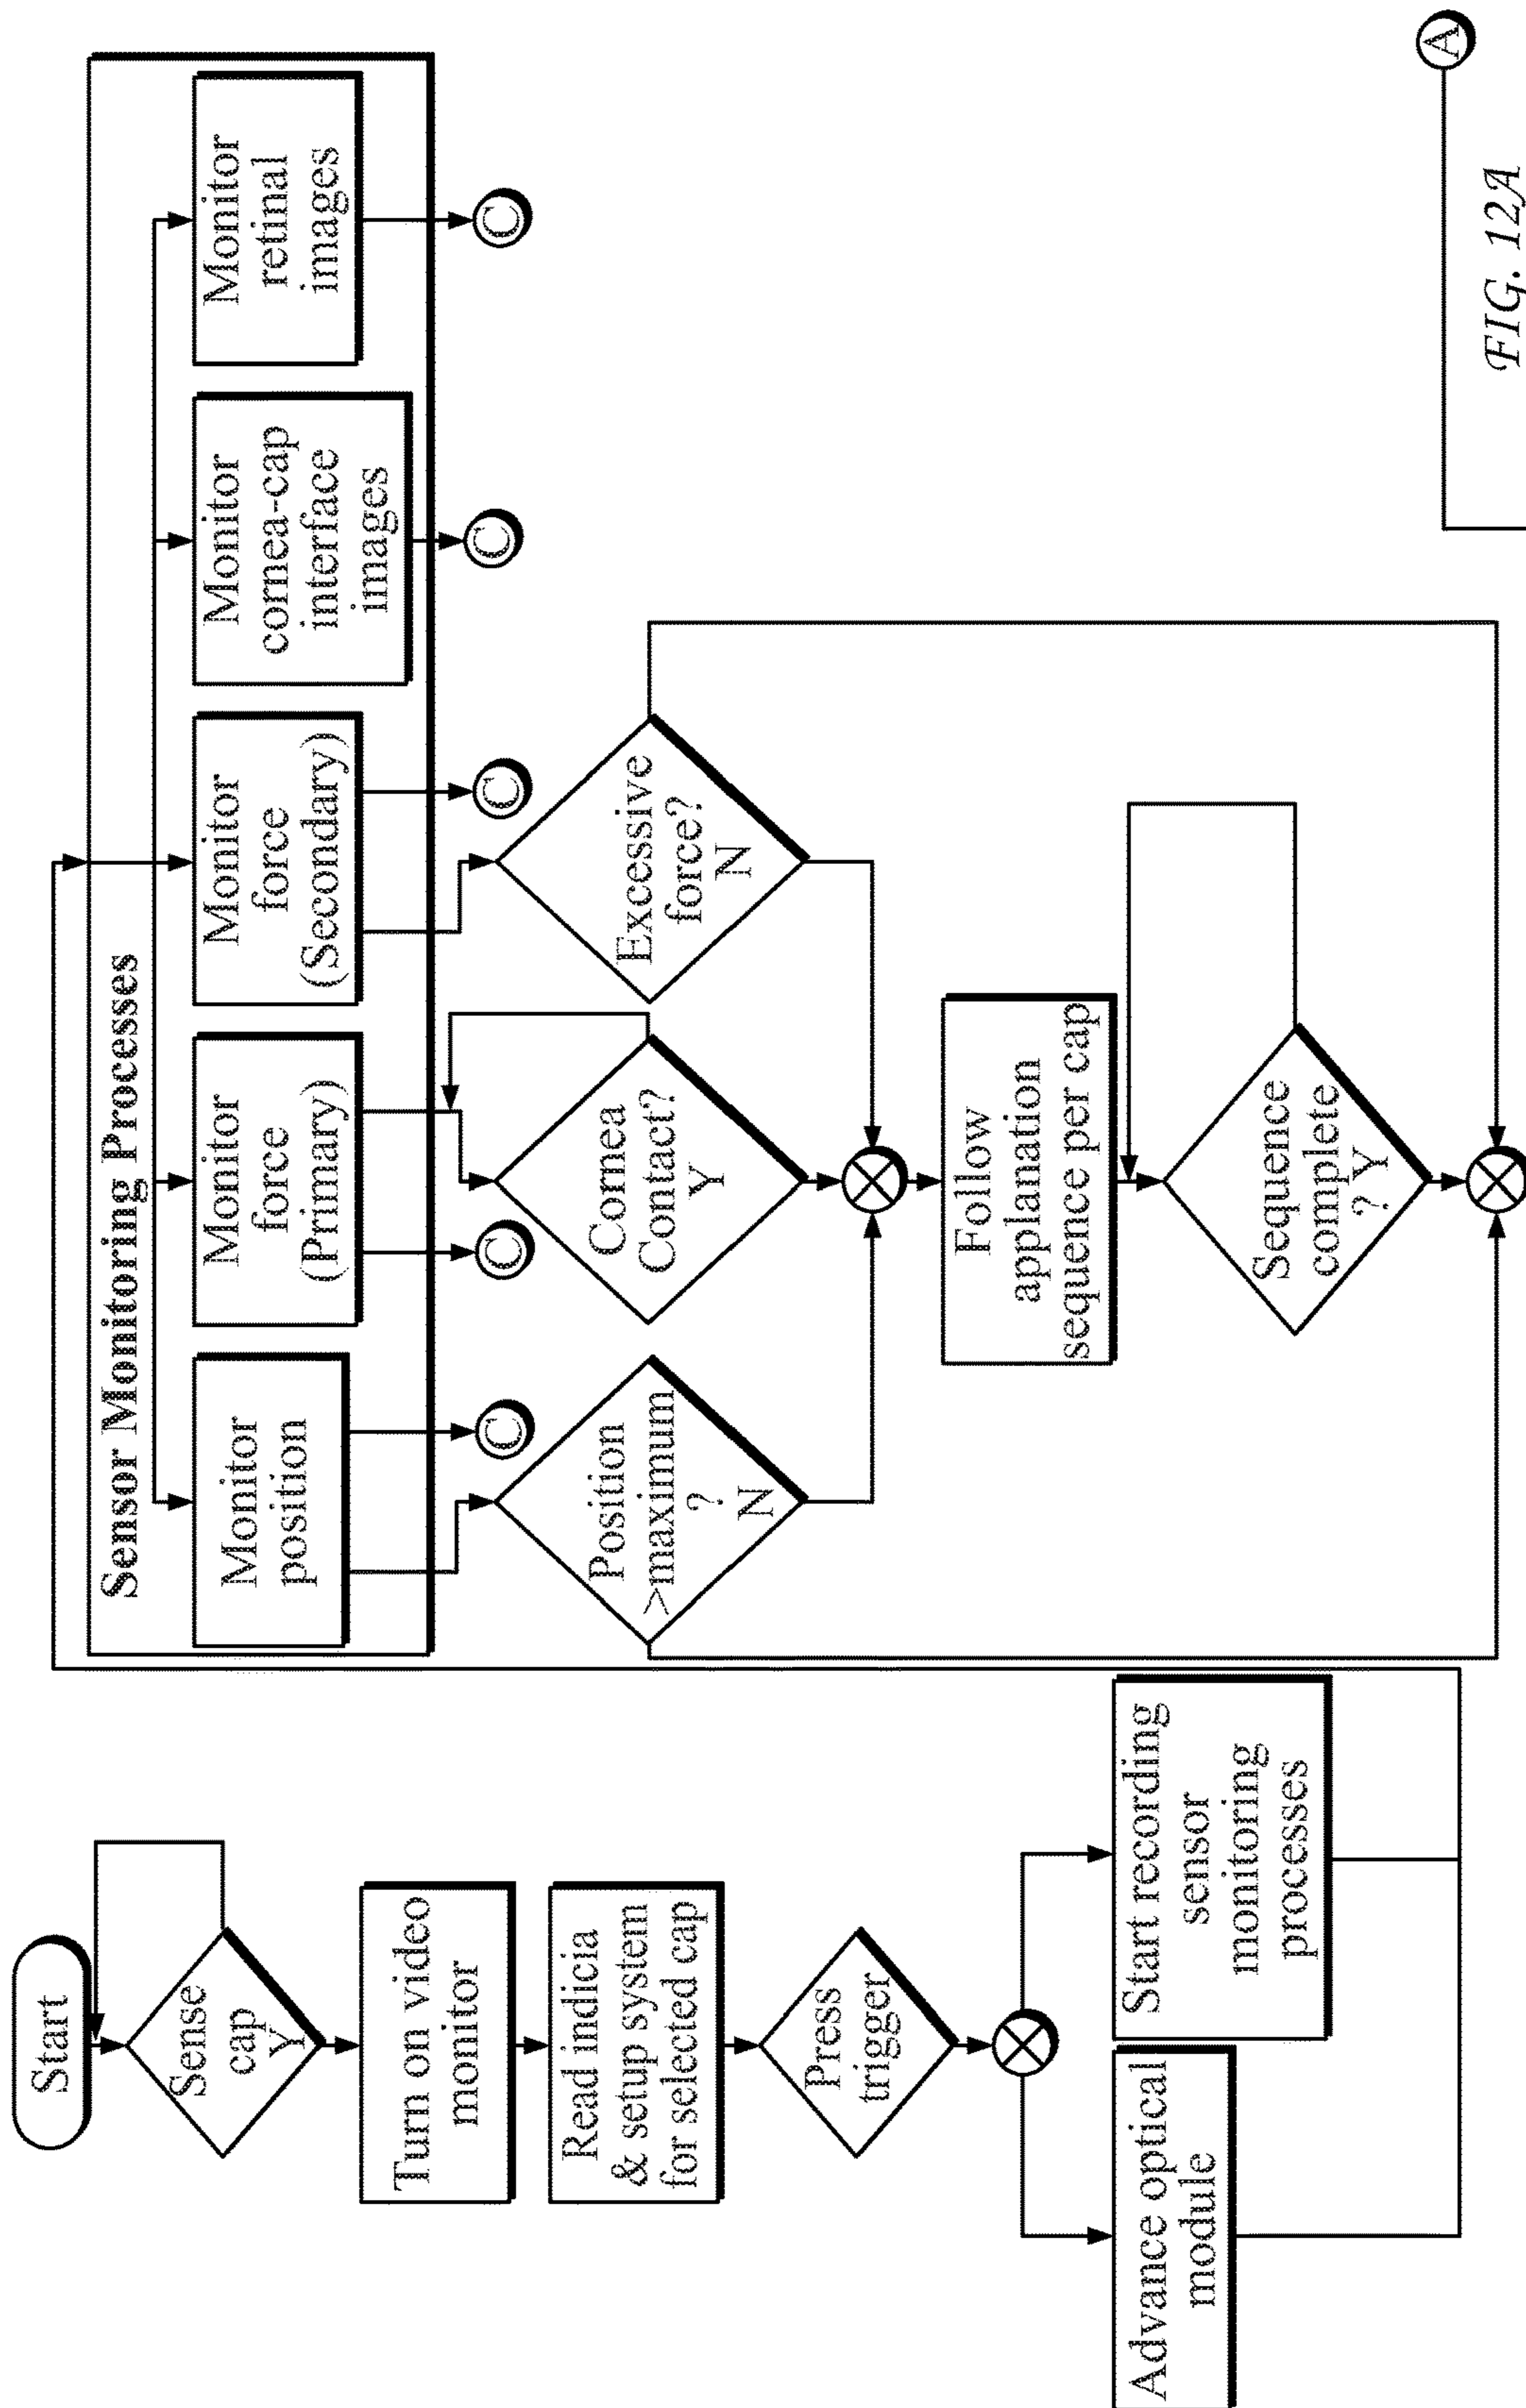 Start
Sense
cap
Y
Turn on video
monitor
Read indicia
& setup system
for selected cap
Press
trigger
Advance optical
module
Start recording
sensor
monitoring
processes
Sensor Monitoring Processes
Monitor
position
Monitor
force
(Primary)
Monitor
force
(Secondary)
Monitor
cornea-cap
interface
images
Monitor
retinal
images
C
C
C
C
C
Position
>maximum
?
N
Cornea
Contact?
Y
Excessive
force?
N
Follow
applanation
sequence per cap
Sequence
complete
? Y
A
FIG. 12A